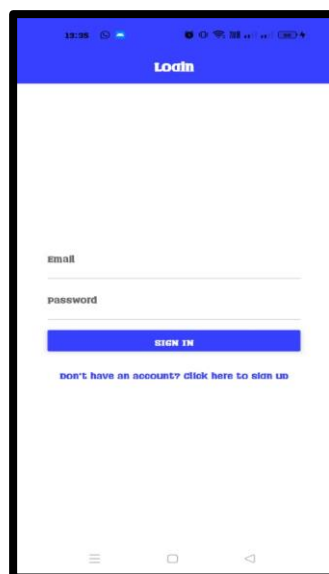 13:35
Login
Email
Password
SIGN IN
Don't have an account? Click here to sign up